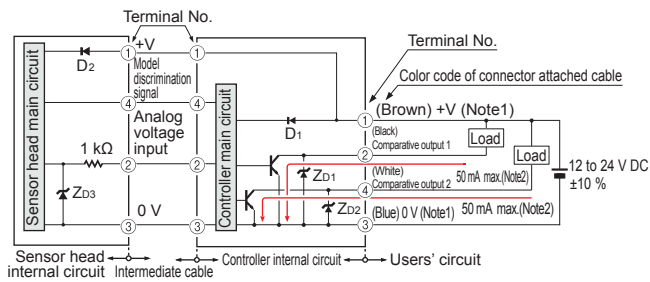 Terminal No.
Terminal No.
Color code of connector attached cable
Sensor head main circuit
D2
1 kΩ
ZD3
1
+V
Model
discrimination
signal
4
Analog
voltage
input
2
0 V
3
1
4
2
3
Controller main circuit
D1
ZD1
ZD2
1
(Brown) +V (Note1)
(Black)
Comparative output 1
2
Load
Load
50 mA max.(Note2)
(White)
Comparative output 2
4
50 mA max.(Note2)
(Blue) 0 V (Note1)
3
12 to 24 V DC
±10 %
Sensor head
internal circuit
Intermediate cable
Controller internal circuit
Users' circuit